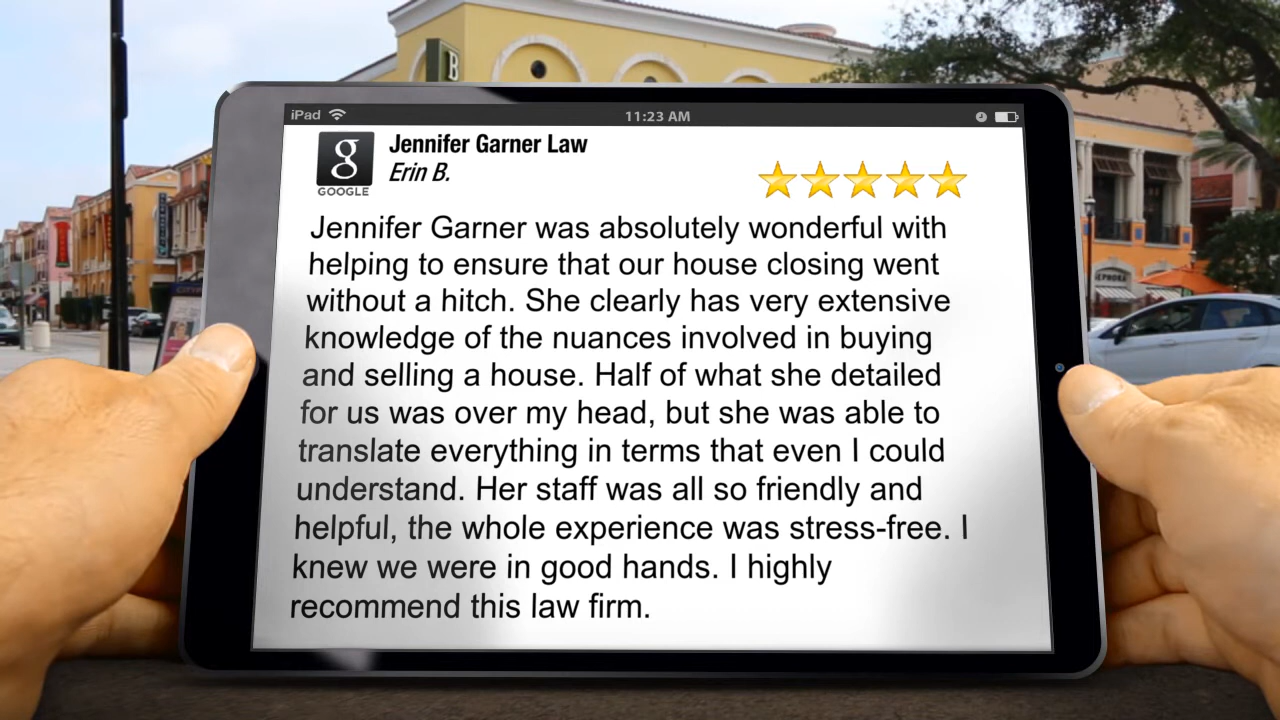 iPad
11:23 AM
g
GOOGLE
Jennifer Garner Law
Erin B.
Jennifer Garner was absolutely wonderful with
helping to ensure that our house closing went
without a hitch. She clearly has very extensive
knowledge of the nuances involved in buying
and selling a house. Half of what she detailed
for us was over my head, but she was able to
translate everything in terms that even I could
understand. Her staff was all so friendly and
helpful, the whole experience was stress-free. I
knew we were in good hands. I highly
recommend this law firm.
B
SEPHORA